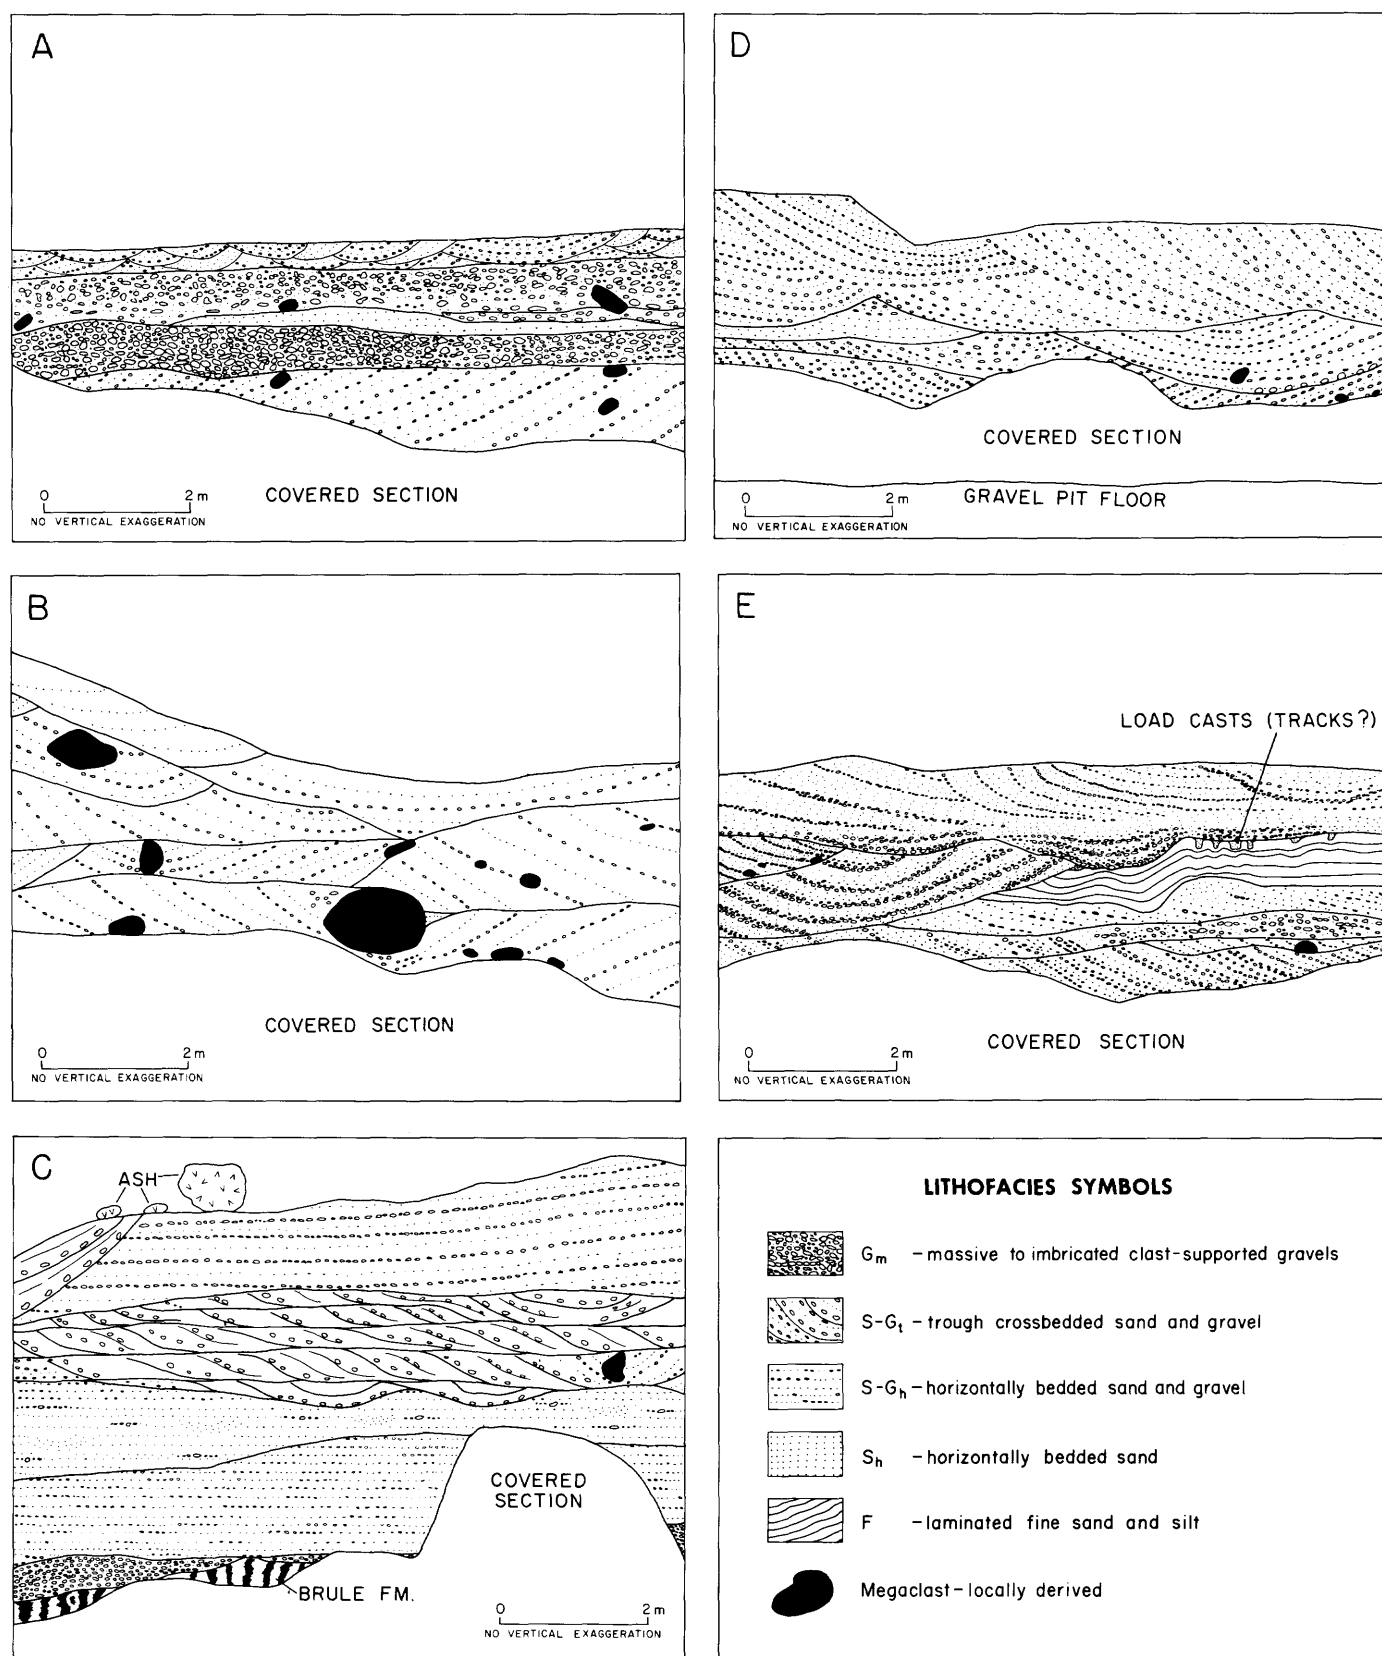 A
COVERED SECTION
0 2 m
NO VERTICAL EXAGGERATION
D
COVERED SECTION
GRAVEL PIT FLOOR
0 2 m
NO VERTICAL EXAGGERATION
B
COVERED SECTION
0 2 m
NO VERTICAL EXAGGERATION
E
LOAD CASTS (TRACKS?)
COVERED SECTION
0 2 m
NO VERTICAL EXAGGERATION
C
ASH
COVERED
SECTION
BRULE FM.
0 2 m
NO VERTICAL EXAGGERATION
LITHOFACIES SYMBOLS
Gm – massive to imbricated clast-supported gravels
S-Gt – trough crossbedded sand and gravel
S-Gh – horizontally bedded sand and gravel
Sh – horizontally bedded sand
F – laminated fine sand and silt
Megaclast – locally derived